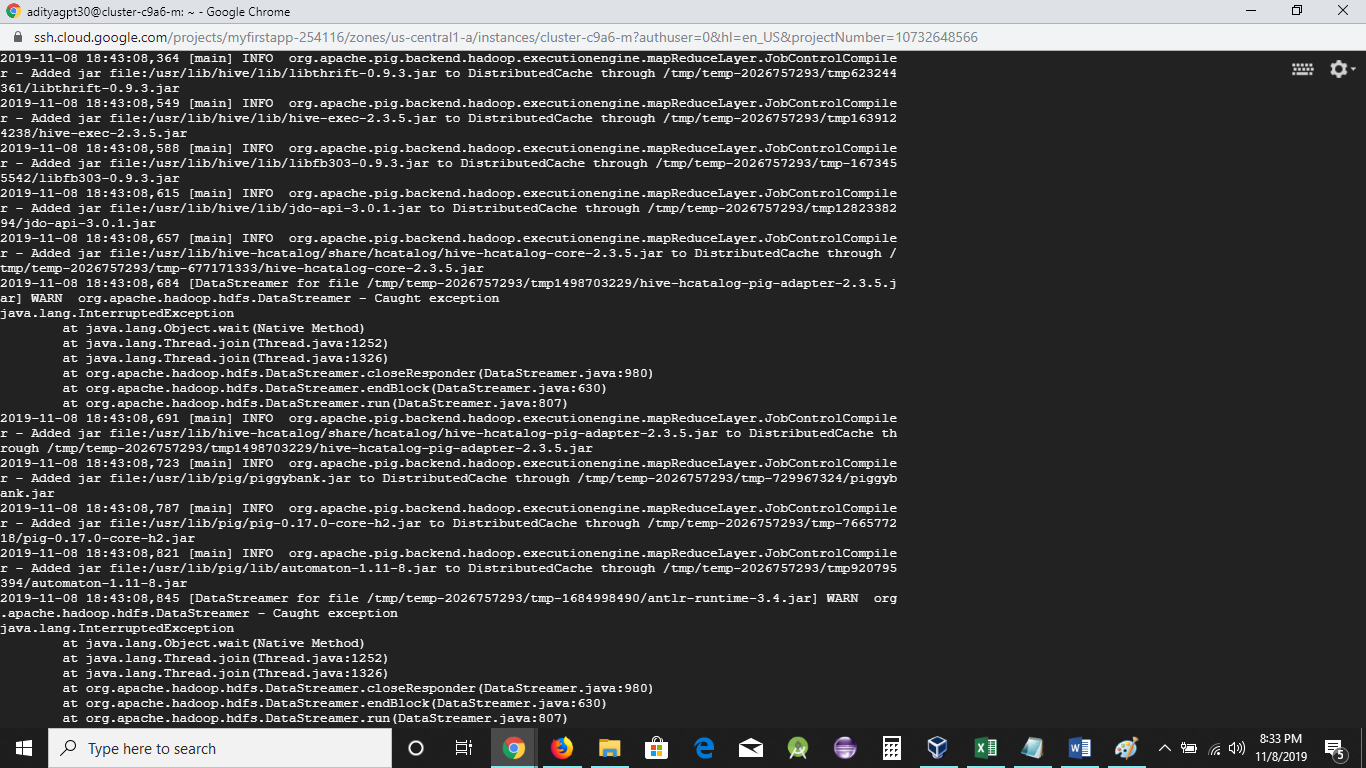 adityagpt30@cluster-c9a6-m: ~ - Google Chrome
ssh.cloud.google.com/projects/myfirstapp-254116/zones/us-central1-a/instances/cluster-c9a6-m?authuser=0&hl=en_US&projectNumber=10732648566
2019-11-08 18:43:08,364 [main] INFO  org.apache.pig.backend.hadoop.executionengine.mapReduceLayer.JobControlCompile
r - Added jar file:/usr/lib/hive/lib/libthrift-0.9.3.jar to DistributedCache through /tmp/temp-2026757293/tmp623244
361/libthrift-0.9.3.jar
2019-11-08 18:43:08,549 [main] INFO  org.apache.pig.backend.hadoop.executionengine.mapReduceLayer.JobControlCompile
r - Added jar file:/usr/lib/hive/lib/hive-exec-2.3.5.jar to DistributedCache through /tmp/temp-2026757293/tmp163912
4238/hive-exec-2.3.5.jar
2019-11-08 18:43:08,588 [main] INFO  org.apache.pig.backend.hadoop.executionengine.mapReduceLayer.JobControlCompile
r - Added jar file:/usr/lib/hive/lib/libfb303-0.9.3.jar to DistributedCache through /tmp/temp-2026757293/tmp-167345
5542/libfb303-0.9.3.jar
2019-11-08 18:43:08,615 [main] INFO  org.apache.pig.backend.hadoop.executionengine.mapReduceLayer.JobControlCompile
r - Added jar file:/usr/lib/hive/lib/jdo-api-3.0.1.jar to DistributedCache through /tmp/temp-2026757293/tmp12823382
94/jdo-api-3.0.1.jar
2019-11-08 18:43:08,657 [main] INFO  org.apache.pig.backend.hadoop.executionengine.mapReduceLayer.JobControlCompile
r - Added jar file:/usr/lib/hive-hcatalog/share/hcatalog/hive-hcatalog-core-2.3.5.jar to DistributedCache through /
tmp/temp-2026757293/tmp-677171333/hive-hcatalog-core-2.3.5.jar
2019-11-08 18:43:08,684 [DataStreamer for file /tmp/temp-2026757293/tmp1498703229/hive-hcatalog-pig-adapter-2.3.5.j
ar] WARN  org.apache.hadoop.hdfs.DataStreamer - Caught exception
java.lang.InterruptedException
at java.lang.Object.wait(Native Method)
at java.lang.Thread.join(Thread.java:1252)
at java.lang.Thread.join(Thread.java:1326)
at org.apache.hadoop.hdfs.DataStreamer.closeResponder(DataStreamer.java:980)
at org.apache.hadoop.hdfs.DataStreamer.endBlock(DataStreamer.java:630)
at org.apache.hadoop.hdfs.DataStreamer.run(DataStreamer.java:807)
2019-11-08 18:43:08,691 [main] INFO  org.apache.pig.backend.hadoop.executionengine.mapReduceLayer.JobControlCompile
r - Added jar file:/usr/lib/hive-hcatalog/share/hcatalog/hive-hcatalog-pig-adapter-2.3.5.jar to DistributedCache th
rough /tmp/temp-2026757293/tmp1498703229/hive-hcatalog-pig-adapter-2.3.5.jar
2019-11-08 18:43:08,723 [main] INFO  org.apache.pig.backend.hadoop.executionengine.mapReduceLayer.JobControlCompile
r - Added jar file:/usr/lib/pig/piggybank.jar to DistributedCache through /tmp/temp-2026757293/tmp-729967324/piggyb
ank.jar
2019-11-08 18:43:08,787 [main] INFO  org.apache.pig.backend.hadoop.executionengine.mapReduceLayer.JobControlCompile
r - Added jar file:/usr/lib/pig/pig-0.17.0-core-h2.jar to DistributedCache through /tmp/temp-2026757293/tmp-7665772
18/pig-0.17.0-core-h2.jar
2019-11-08 18:43:08,821 [main] INFO  org.apache.pig.backend.hadoop.executionengine.mapReduceLayer.JobControlCompile
r - Added jar file:/usr/lib/pig/lib/automaton-1.11-8.jar to DistributedCache through /tmp/temp-2026757293/tmp920795
394/automaton-1.11-8.jar
2019-11-08 18:43:08,845 [DataStreamer for file /tmp/temp-2026757293/tmp-1684998490/antlr-runtime-3.4.jar] WARN  org
.apache.hadoop.hdfs.DataStreamer - Caught exception
java.lang.InterruptedException
at java.lang.Object.wait(Native Method)
at java.lang.Thread.join(Thread.java:1252)
at java.lang.Thread.join(Thread.java:1326)
at org.apache.hadoop.hdfs.DataStreamer.closeResponder(DataStreamer.java:980)
at org.apache.hadoop.hdfs.DataStreamer.endBlock(DataStreamer.java:630)
at org.apache.hadoop.hdfs.DataStreamer.run(DataStreamer.java:807)
Type here to search
8:33 PM
11/8/2019
5